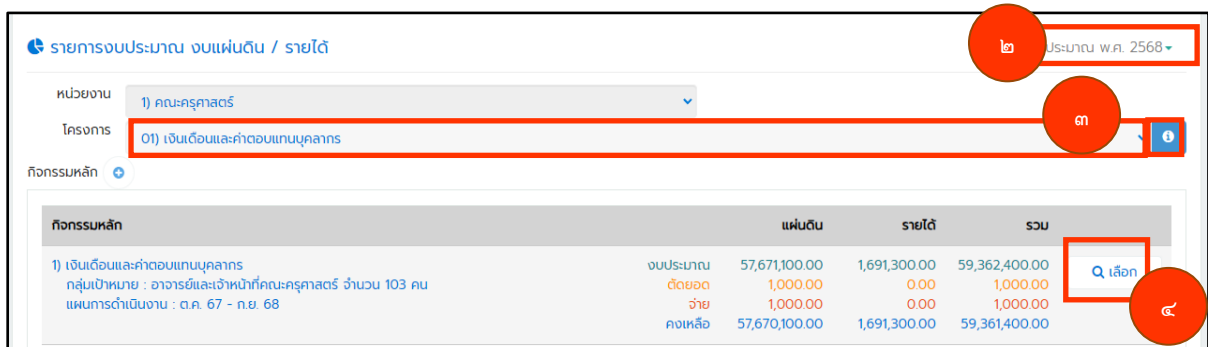 รายการงบประมาณ งบแผ่นดิน / รายได้
๒
ประมาณ พ.ศ. 2568
หน่วยงาน
1) คณะครุศาสตร์
โครงการ
01) เงินเดือนและค่าตอบแทนบุคลากร
๓
กิจกรรมหลัก
กิจกรรมหลัก แผ่นดิน รายได้ รวม
1) เงินเดือนและค่าตอบแทนบุคลากร งบประมาณ 57,671,100.00 1,691,300.00 59,362,400.00
เลือก
กลุ่มเป้าหมาย : อาจารย์และเจ้าหน้าที่คณะครุศาสตร์ จำนวน 103 คน ตัดยอด 1,000.00 0.00 1,000.00
แผนการดำเนินงาน : ต.ค. 67 - ก.ย. 68 จ่าย 1,000.00 0.00 1,000.00
คงเหลือ 57,670,100.00 1,691,300.00 59,361,400.00
๔